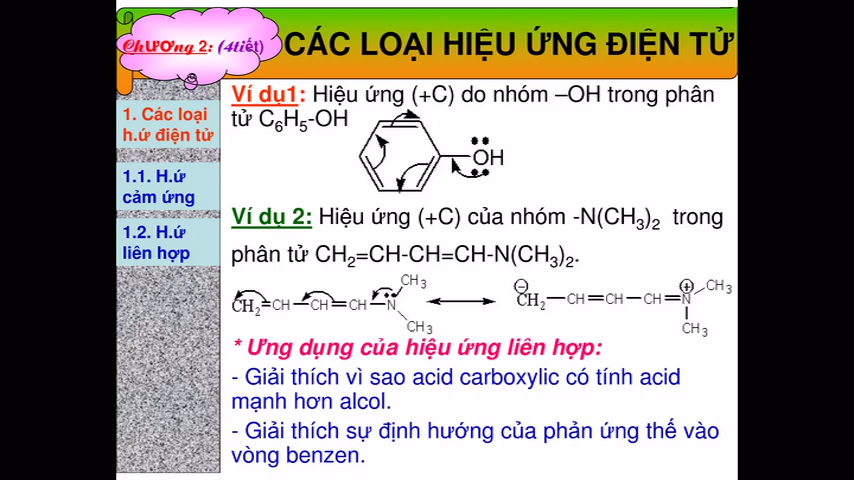 Chương 2: (4tiết)
CÁC LOẠI HIỆU ỨNG ĐIỆN TỬ
1. Các loại
h.ứ điện tử
1.1. H.ứ
cảm ứng
1.2. H.ứ
liên hợp
Ví dụ1: Hiệu ứng (+C) do nhóm –OH trong phân
tử C6H5-OH
OH
Ví dụ 2: Hiệu ứng (+C) của nhóm -N(CH3)2 trong
phân tử CH2=CH-CH=CH-N(CH3)2.
CH2=CH—CH=CH—N CH3 CH3
CH2—CH=CH—CH=N CH3 CH3
* Ưng dụng của hiệu ứng liên hợp:
- Giải thích vì sao acid carboxylic có tính acid
mạnh hơn alcol.
- Giải thích sự định hướng của phản ứng thế vào
vòng benzen.